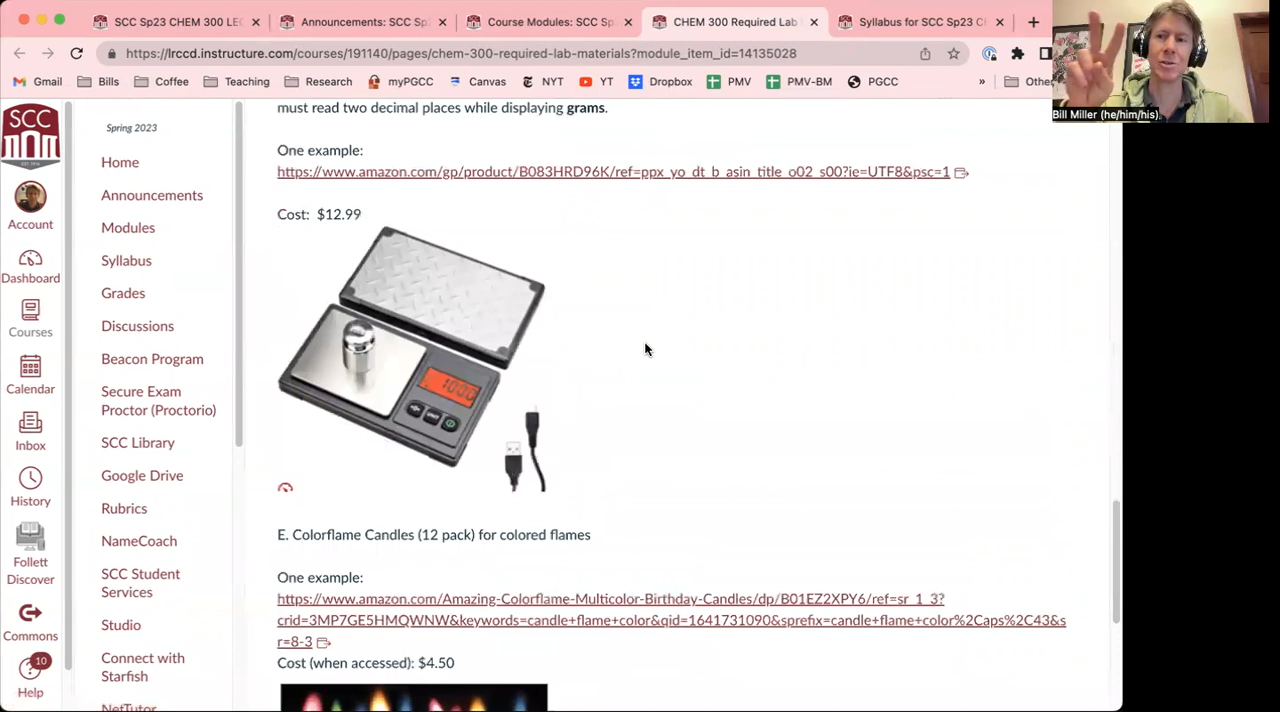 SCC Sp23 CHEM 300 LEC
Announcements: SCC Sp
Course Modules: SCC Sp
CHEM 300 Required Lab
Syllabus for SCC Sp23 C
https://lrccd.instructure.com/courses/191140/pages/chem-300-required-lab-materials?module_item_id=14135028
Gmail
Bills
Coffee
Teaching
Research
myPGCC
Canvas
NYT
YT
Dropbox
PMV
PMV-BM
PGCC
»
Bill Miller (he/him/his)
SCC
Account
Dashboard
Courses
Calendar
Inbox
History
Follett
Discover
Commons
10
Help
Spring 2023
Home
Announcements
Modules
Syllabus
Grades
Discussions
Beacon Program
Secure Exam
Proctor (Proctorio)
SCC Library
Google Drive
Rubrics
NameCoach
SCC Student
Services
Studio
Connect with
Starfish
NetTutor
must read two decimal places while displaying grams.
One example:
https://www.amazon.com/gp/product/B083HRD96K/ref=ppx_yo_dt_b_asin_title_o02_s00?ie=UTF8&psc=1
Cost: $12.99
E. Colorflame Candles (12 pack) for colored flames
One example:
https://www.amazon.com/Amazing-Colorflame-Multicolor-Birthday-Candles/dp/B01EZ2XPY6/ref=sr_1_3?
crid=3MP7GE5HMQWNW&keywords=candle+flame+color&qid=1641731090&sprefix=candle+flame+color%2Caps%2C43&s
r=8-3
Cost (when accessed): $4.50